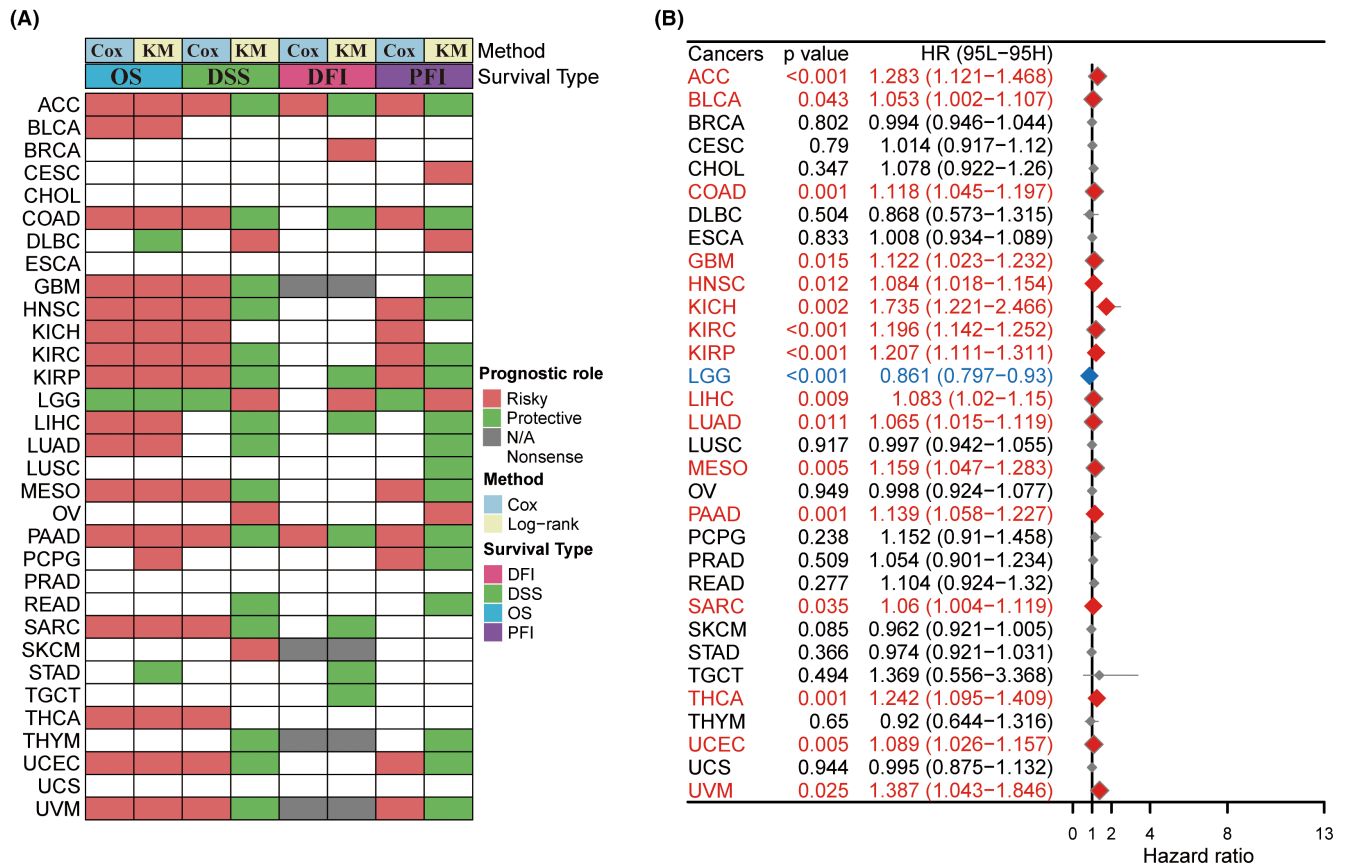 (A)
Cox KM Cox KM Cox KM Cox KM Method
OS DSS DFI PFI Survival Type
ACC
BLCA
BRCA
CESC
CHOL
COAD
DLBC
ESCA
GBM
HNSC
KICH
KIRC
KIRP
LGG
LIHC
LUAD
LUSC
MESO
OV
PAAD
PCPG
PRAD
READ
SARC
SKCM
STAD
TGCT
THCA
THYM
UCEC
UCS
UVM
Prognostic role
Risky
Protective
N/A
Nonsense
Method
Cox
Log−rank
Survival Type
DFI
DSS
OS
PFI
(B)
Cancers p value HR (95L−95H)
ACC <0.001 1.283 (1.121−1.468)
BLCA 0.043 1.053 (1.002−1.107)
BRCA 0.802 0.994 (0.946−1.044)
CESC 0.79 1.014 (0.917−1.12)
CHOL 0.347 1.078 (0.922−1.26)
COAD 0.001 1.118 (1.045−1.197)
DLBC 0.504 0.868 (0.573−1.315)
ESCA 0.833 1.008 (0.934−1.089)
GBM 0.015 1.122 (1.023−1.232)
HNSC 0.012 1.084 (1.018−1.154)
KICH 0.002 1.735 (1.221−2.466)
KIRC <0.001 1.196 (1.142−1.252)
KIRP <0.001 1.207 (1.111−1.311)
LGG <0.001 0.861 (0.797−0.93)
LIHC 0.009 1.083 (1.02−1.15)
LUAD 0.011 1.065 (1.015−1.119)
LUSC 0.917 0.997 (0.942−1.055)
MESO 0.005 1.159 (1.047−1.283)
OV 0.949 0.998 (0.924−1.077)
PAAD 0.001 1.139 (1.058−1.227)
PCPG 0.238 1.152 (0.91−1.458)
PRAD 0.509 1.054 (0.901−1.234)
READ 0.277 1.104 (0.924−1.32)
SARC 0.035 1.06 (1.004−1.119)
SKCM 0.085 0.962 (0.921−1.005)
STAD 0.366 0.974 (0.921−1.031)
TGCT 0.494 1.369 (0.556−3.368)
THCA 0.001 1.242 (1.095−1.409)
THYM 0.65 0.92 (0.644−1.316)
UCEC 0.005 1.089 (1.026−1.157)
UCS 0.944 0.995 (0.875−1.132)
UVM 0.025 1.387 (1.043−1.846)
0 1 2 4 8 13
Hazard ratio